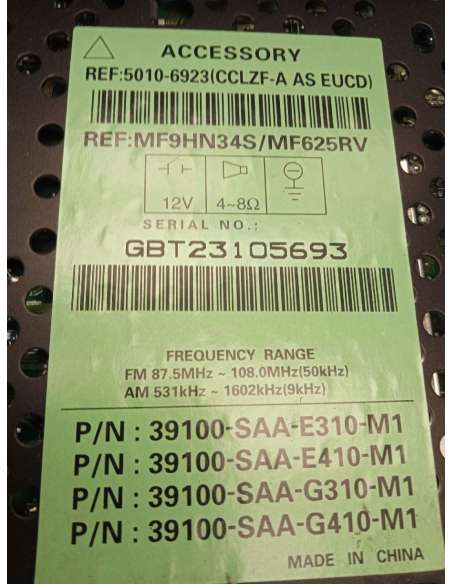 ACCESSORY
REF:5010-6923(CCLZF-A AS EUCD)
REF:MF9HN34S/MF625RV
12V 4~8Ω
SERIAL NO.:
GBT23105693
FREQUENCY RANGE
FM 87.5MHz ~ 108.0MHz(50kHz)
AM 531kHz ~ 1602kHz(9kHz)
P/N : 39100-SAA-E310-M1
P/N : 39100-SAA-E410-M1
P/N : 39100-SAA-G310-M1
P/N : 39100-SAA-G410-M1
MADE IN CHINA